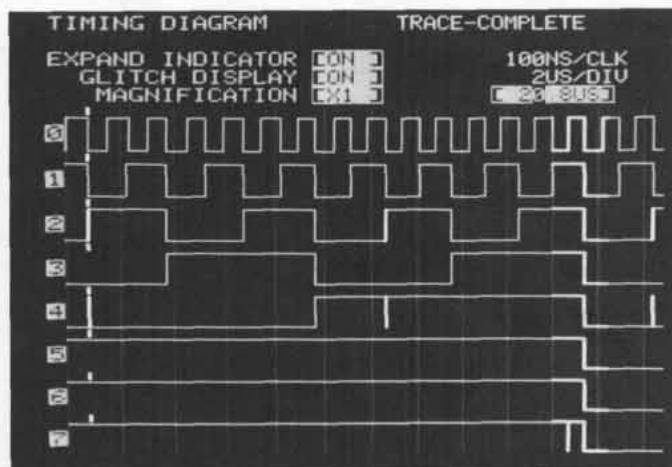 TIMING DIAGRAM TRACE-COMPLETE
EXPAND INDICATOR [ON ] 100NS/CLK
GLITCH DISPLAY [ON ] 2US/DIV
MAGNIFICATION [X1 ] [ 20.8US]
0
1
2
3
4
5
6
7